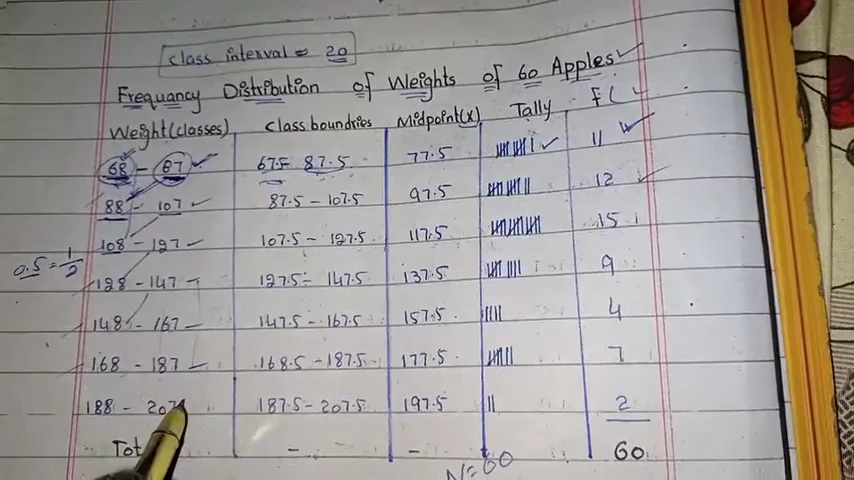 class interval = 20
Frequancy Distribution of Weights of 60 Apples
Weight(classes) Class boundries Midpoint(x) Tally F
68 - 87 67.5 - 87.5 77.5 11
88 - 107 87.5 - 107.5 97.5 12
108 - 127 107.5 - 127.5 117.5 15
0.5 = 1/2
128 - 147 127.5 - 147.5 137.5 9
148 - 167 147.5 - 167.5 157.5 4
168 - 187 168.5 - 187.5 177.5 7
188 - 207 187.5 - 207.5 197.5 2
Tot - - 60
N = 60